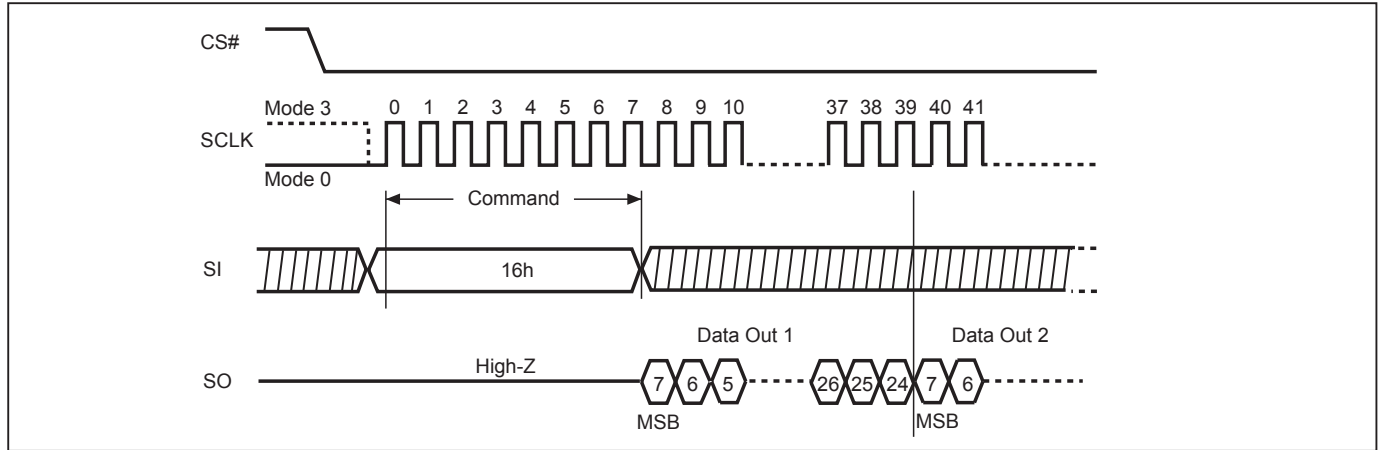 CS#
Mode 3
0 1 2 3 4 5 6 7 8 9 10 37 38 39 40 41
SCLK
Mode 0
Command
SI
16h
Data Out 1 Data Out 2
High-Z
SO
7 6 5 26 25 24 7 6
MSB MSB